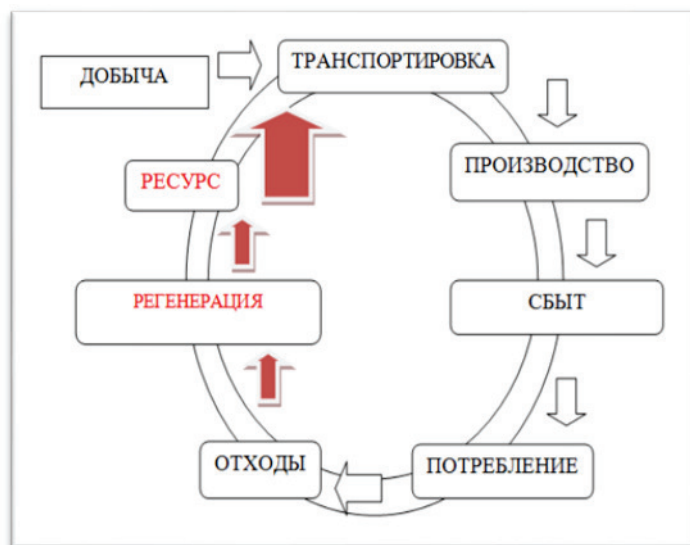 ДОБЫЧА
ТРАНСПОРТИРОВКА
ПРОИЗВОДСТВО
СБЫТ
ПОТРЕБЛЕНИЕ
ОТХОДЫ
РЕГЕНЕРАЦИЯ
РЕСУРС